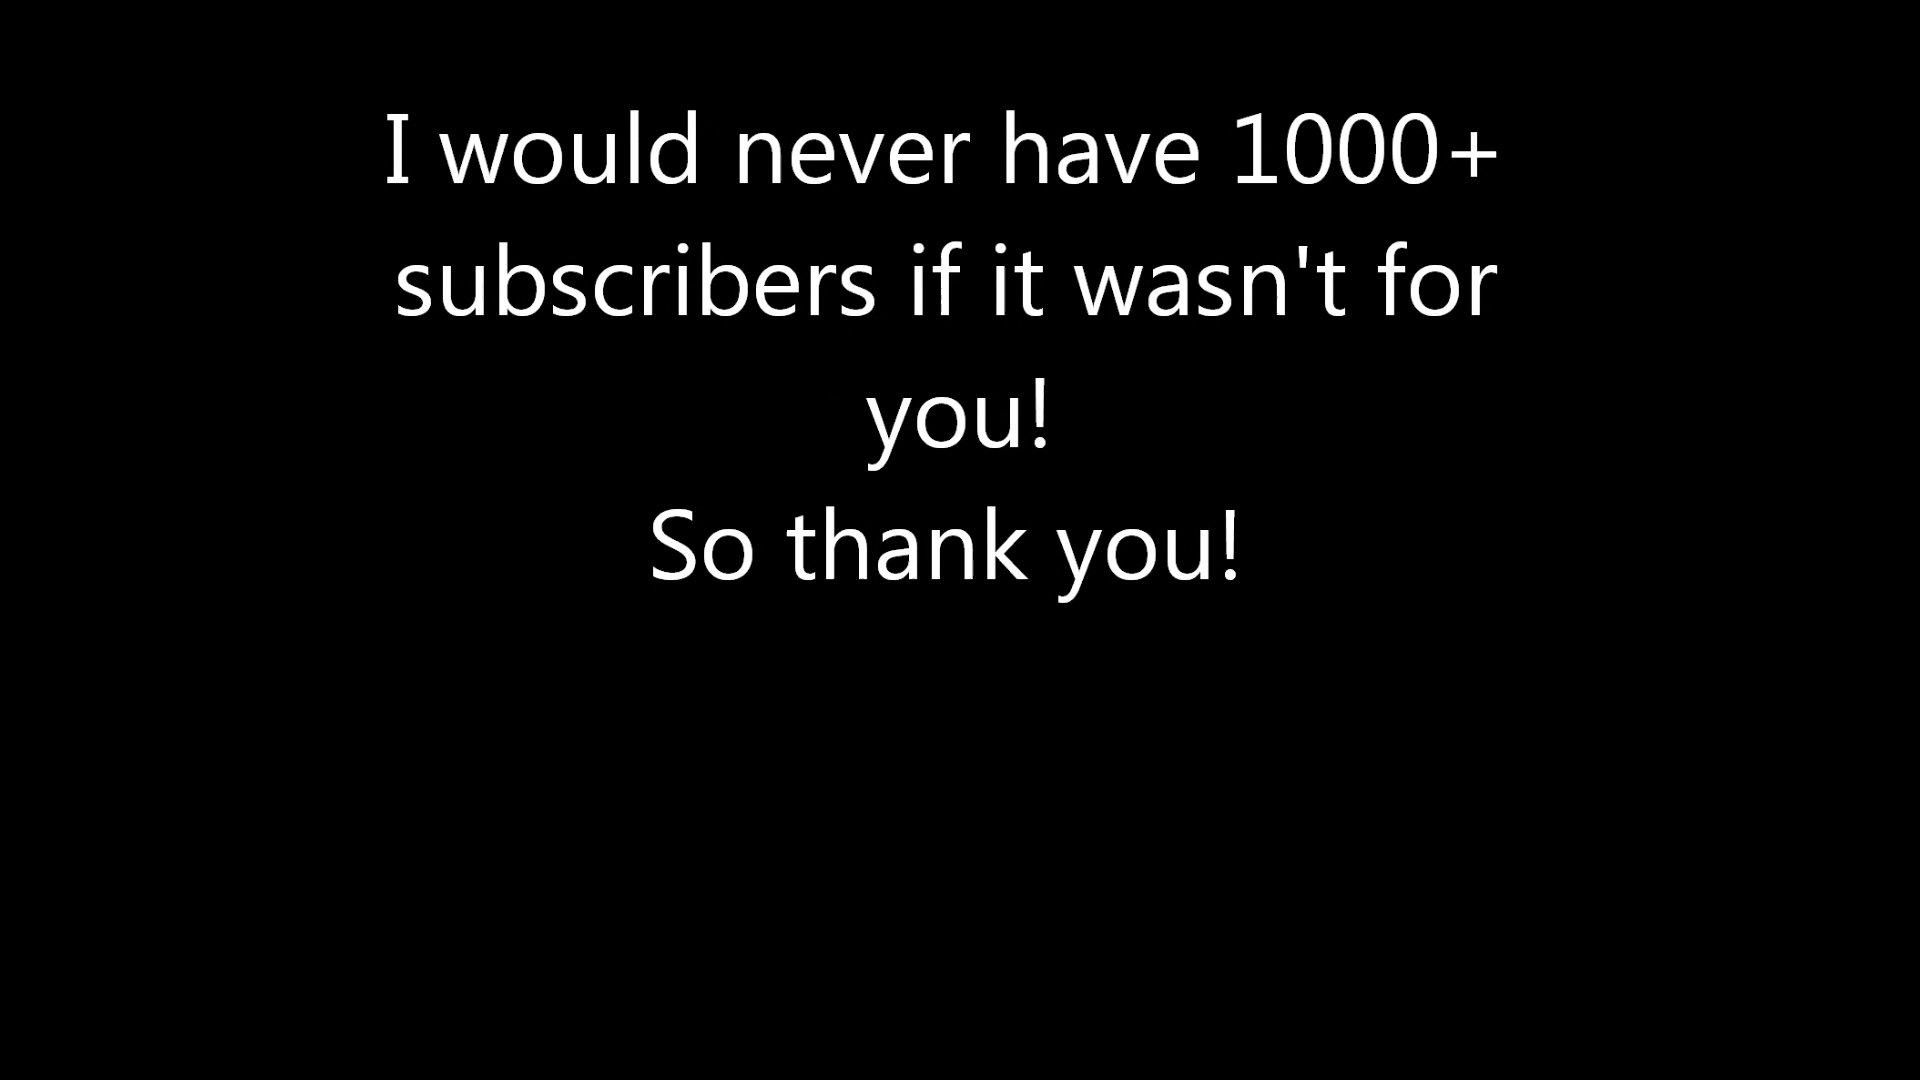 I would never have 1000+
subscribers if it wasn't for
you!
So thank you!